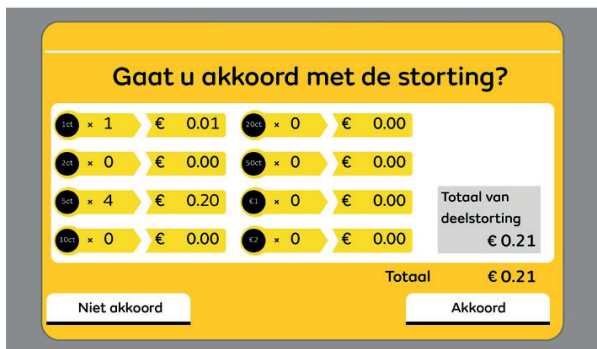 Gaat u akkoord met de storting?
1ct × 1 € 0.01 20ct × 0 € 0.00
2ct × 0 € 0.00 50ct × 0 € 0.00
5ct × 4 € 0.20 €1 × 0 € 0.00
10ct × 0 € 0.00 €2 × 0 € 0.00
Totaal van
deelstorting
€ 0.21
Totaal € 0.21
Niet akkoord Akkoord